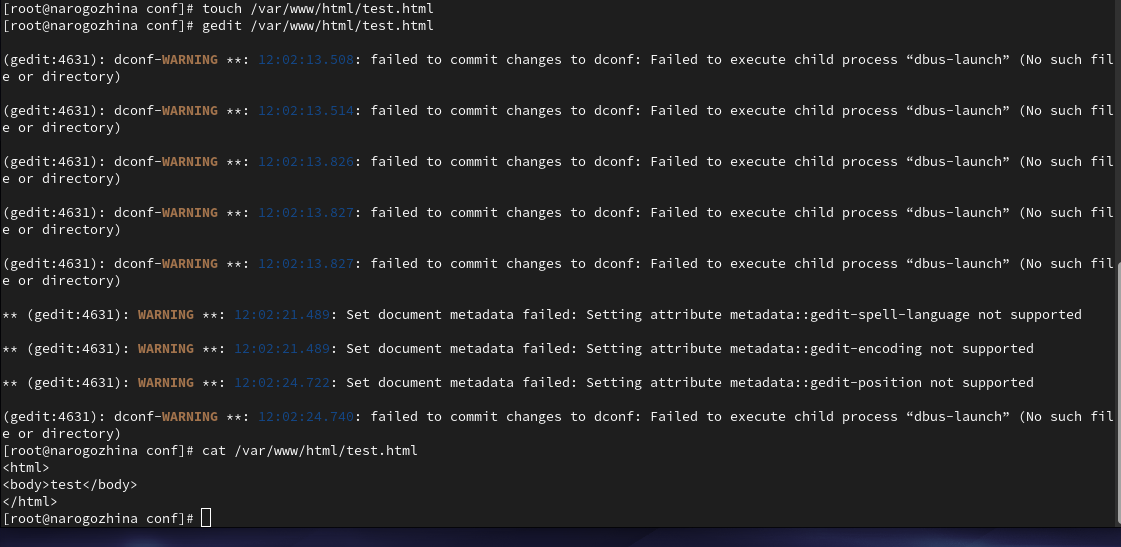 [root@narogozhina conf]# touch /var/www/html/test.html
[root@narogozhina conf]# gedit /var/www/html/test.html
(gedit:4631): dconf-WARNING **: 12:02:13.508: failed to commit changes to dconf: Failed to execute child process “dbus-launch” (No such fil
e or directory)
(gedit:4631): dconf-WARNING **: 12:02:13.514: failed to commit changes to dconf: Failed to execute child process “dbus-launch” (No such fil
e or directory)
(gedit:4631): dconf-WARNING **: 12:02:13.826: failed to commit changes to dconf: Failed to execute child process “dbus-launch” (No such fil
e or directory)
(gedit:4631): dconf-WARNING **: 12:02:13.827: failed to commit changes to dconf: Failed to execute child process “dbus-launch” (No such fil
e or directory)
(gedit:4631): dconf-WARNING **: 12:02:13.827: failed to commit changes to dconf: Failed to execute child process “dbus-launch” (No such fil
e or directory)
** (gedit:4631): WARNING **: 12:02:21.489: Set document metadata failed: Setting attribute metadata::gedit-spell-language not supported
** (gedit:4631): WARNING **: 12:02:21.489: Set document metadata failed: Setting attribute metadata::gedit-encoding not supported
** (gedit:4631): WARNING **: 12:02:24.722: Set document metadata failed: Setting attribute metadata::gedit-position not supported
(gedit:4631): dconf-WARNING **: 12:02:24.740: failed to commit changes to dconf: Failed to execute child process “dbus-launch” (No such fil
e or directory)
[root@narogozhina conf]# cat /var/www/html/test.html
<html>
<body>test</body>
</html>
[root@narogozhina conf]#